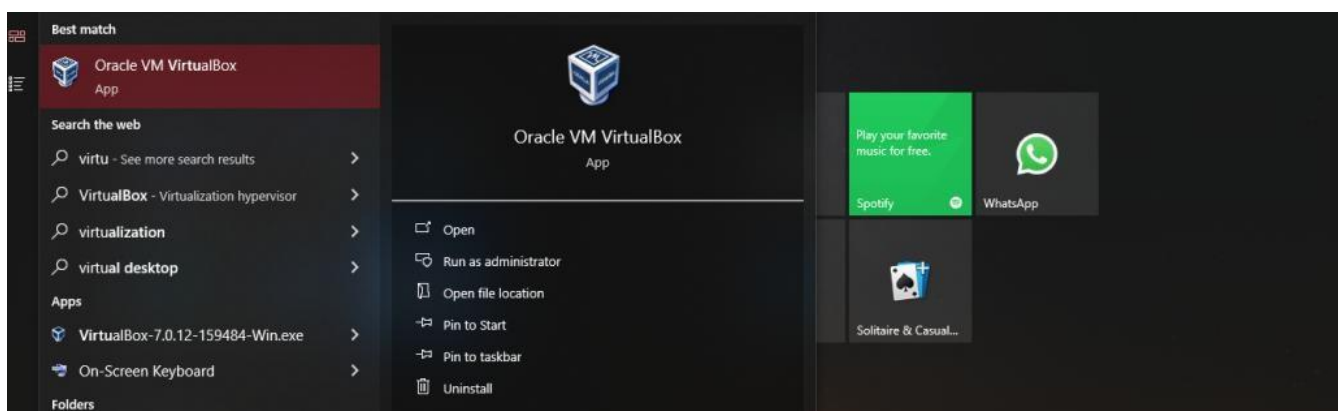 Best match
Oracle VM VirtualBox
App
Search the web
virtu - See more search results
VirtualBox - Virtualization hypervisor
virtualization
virtual desktop
Apps
VirtualBox-7.0.12-159484-Win.exe
On-Screen Keyboard
Folders
Oracle VM VirtualBox
App
Open
Run as administrator
Open file location
Pin to Start
Pin to taskbar
Uninstall
Play your favorite
music for free.
Spotify
WhatsApp
Solitaire & Casual...